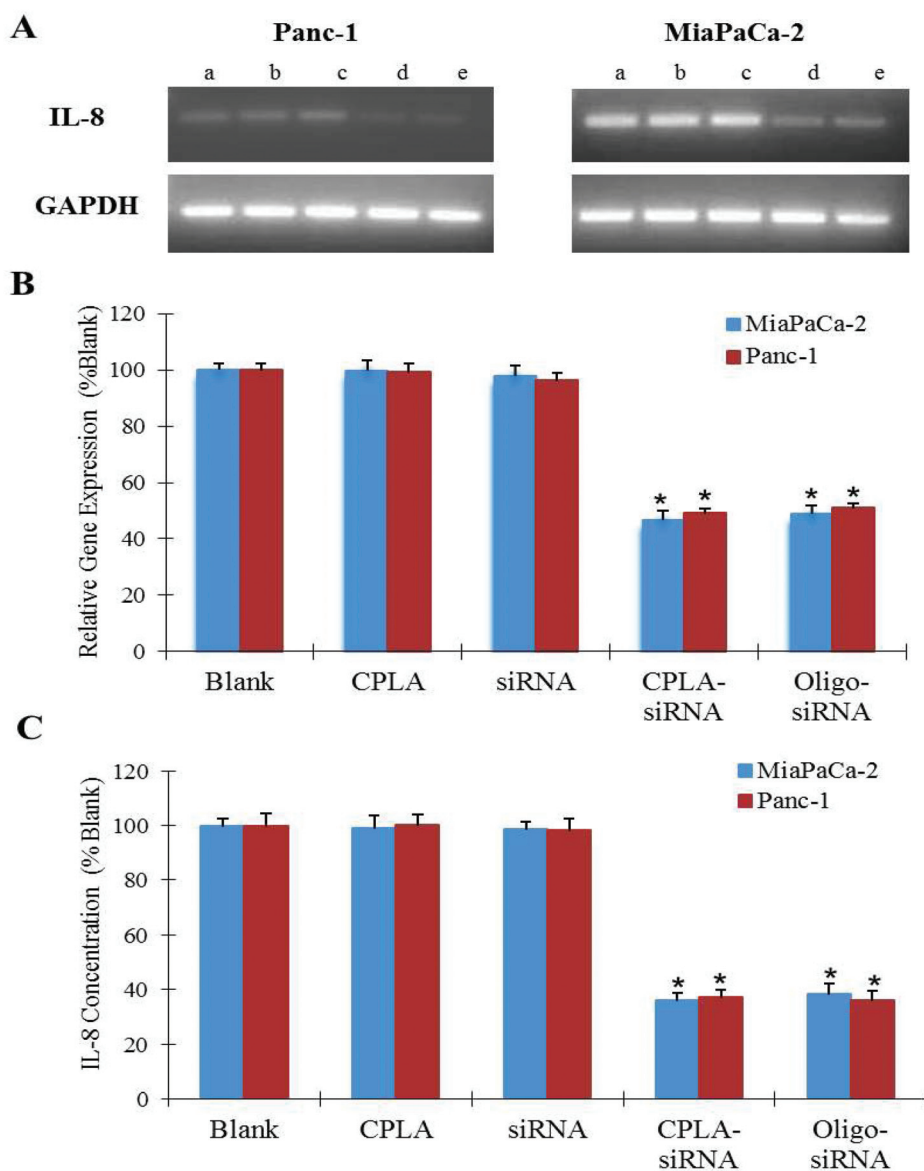 A
Panc-1
MiaPaCa-2
a b c d e
a b c d e
IL-8
GAPDH
B
Relative Gene Expression (%Blank)
120
100
80
60
40
20
0
MiaPaCa-2
Panc-1
* * * *
Blank CPLA siRNA CPLA- Oligo-
siRNA siRNA
C
IL-8 Concentration (% Blank)
120
100
80
60
40
20
0
MiaPaCa-2
Panc-1
* * * *
Blank CPLA siRNA CPLA- Oligo-
siRNA siRNA